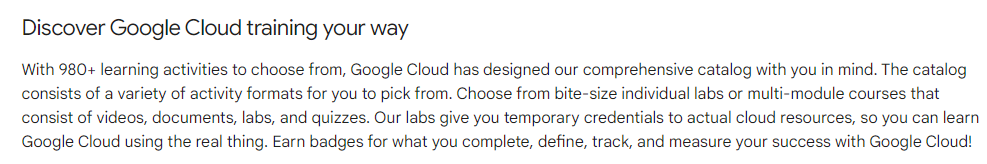 Discover Google Cloud training your way
With 980+ learning activities to choose from, Google Cloud has designed our comprehensive catalog with you in mind. The catalog
consists of a variety of activity formats for you to pick from. Choose from bite-size individual labs or multi-module courses that
consist of videos, documents, labs, and quizzes. Our labs give you temporary credentials to actual cloud resources, so you can learn
Google Cloud using the real thing. Earn badges for what you complete, define, track, and measure your success with Google Cloud!